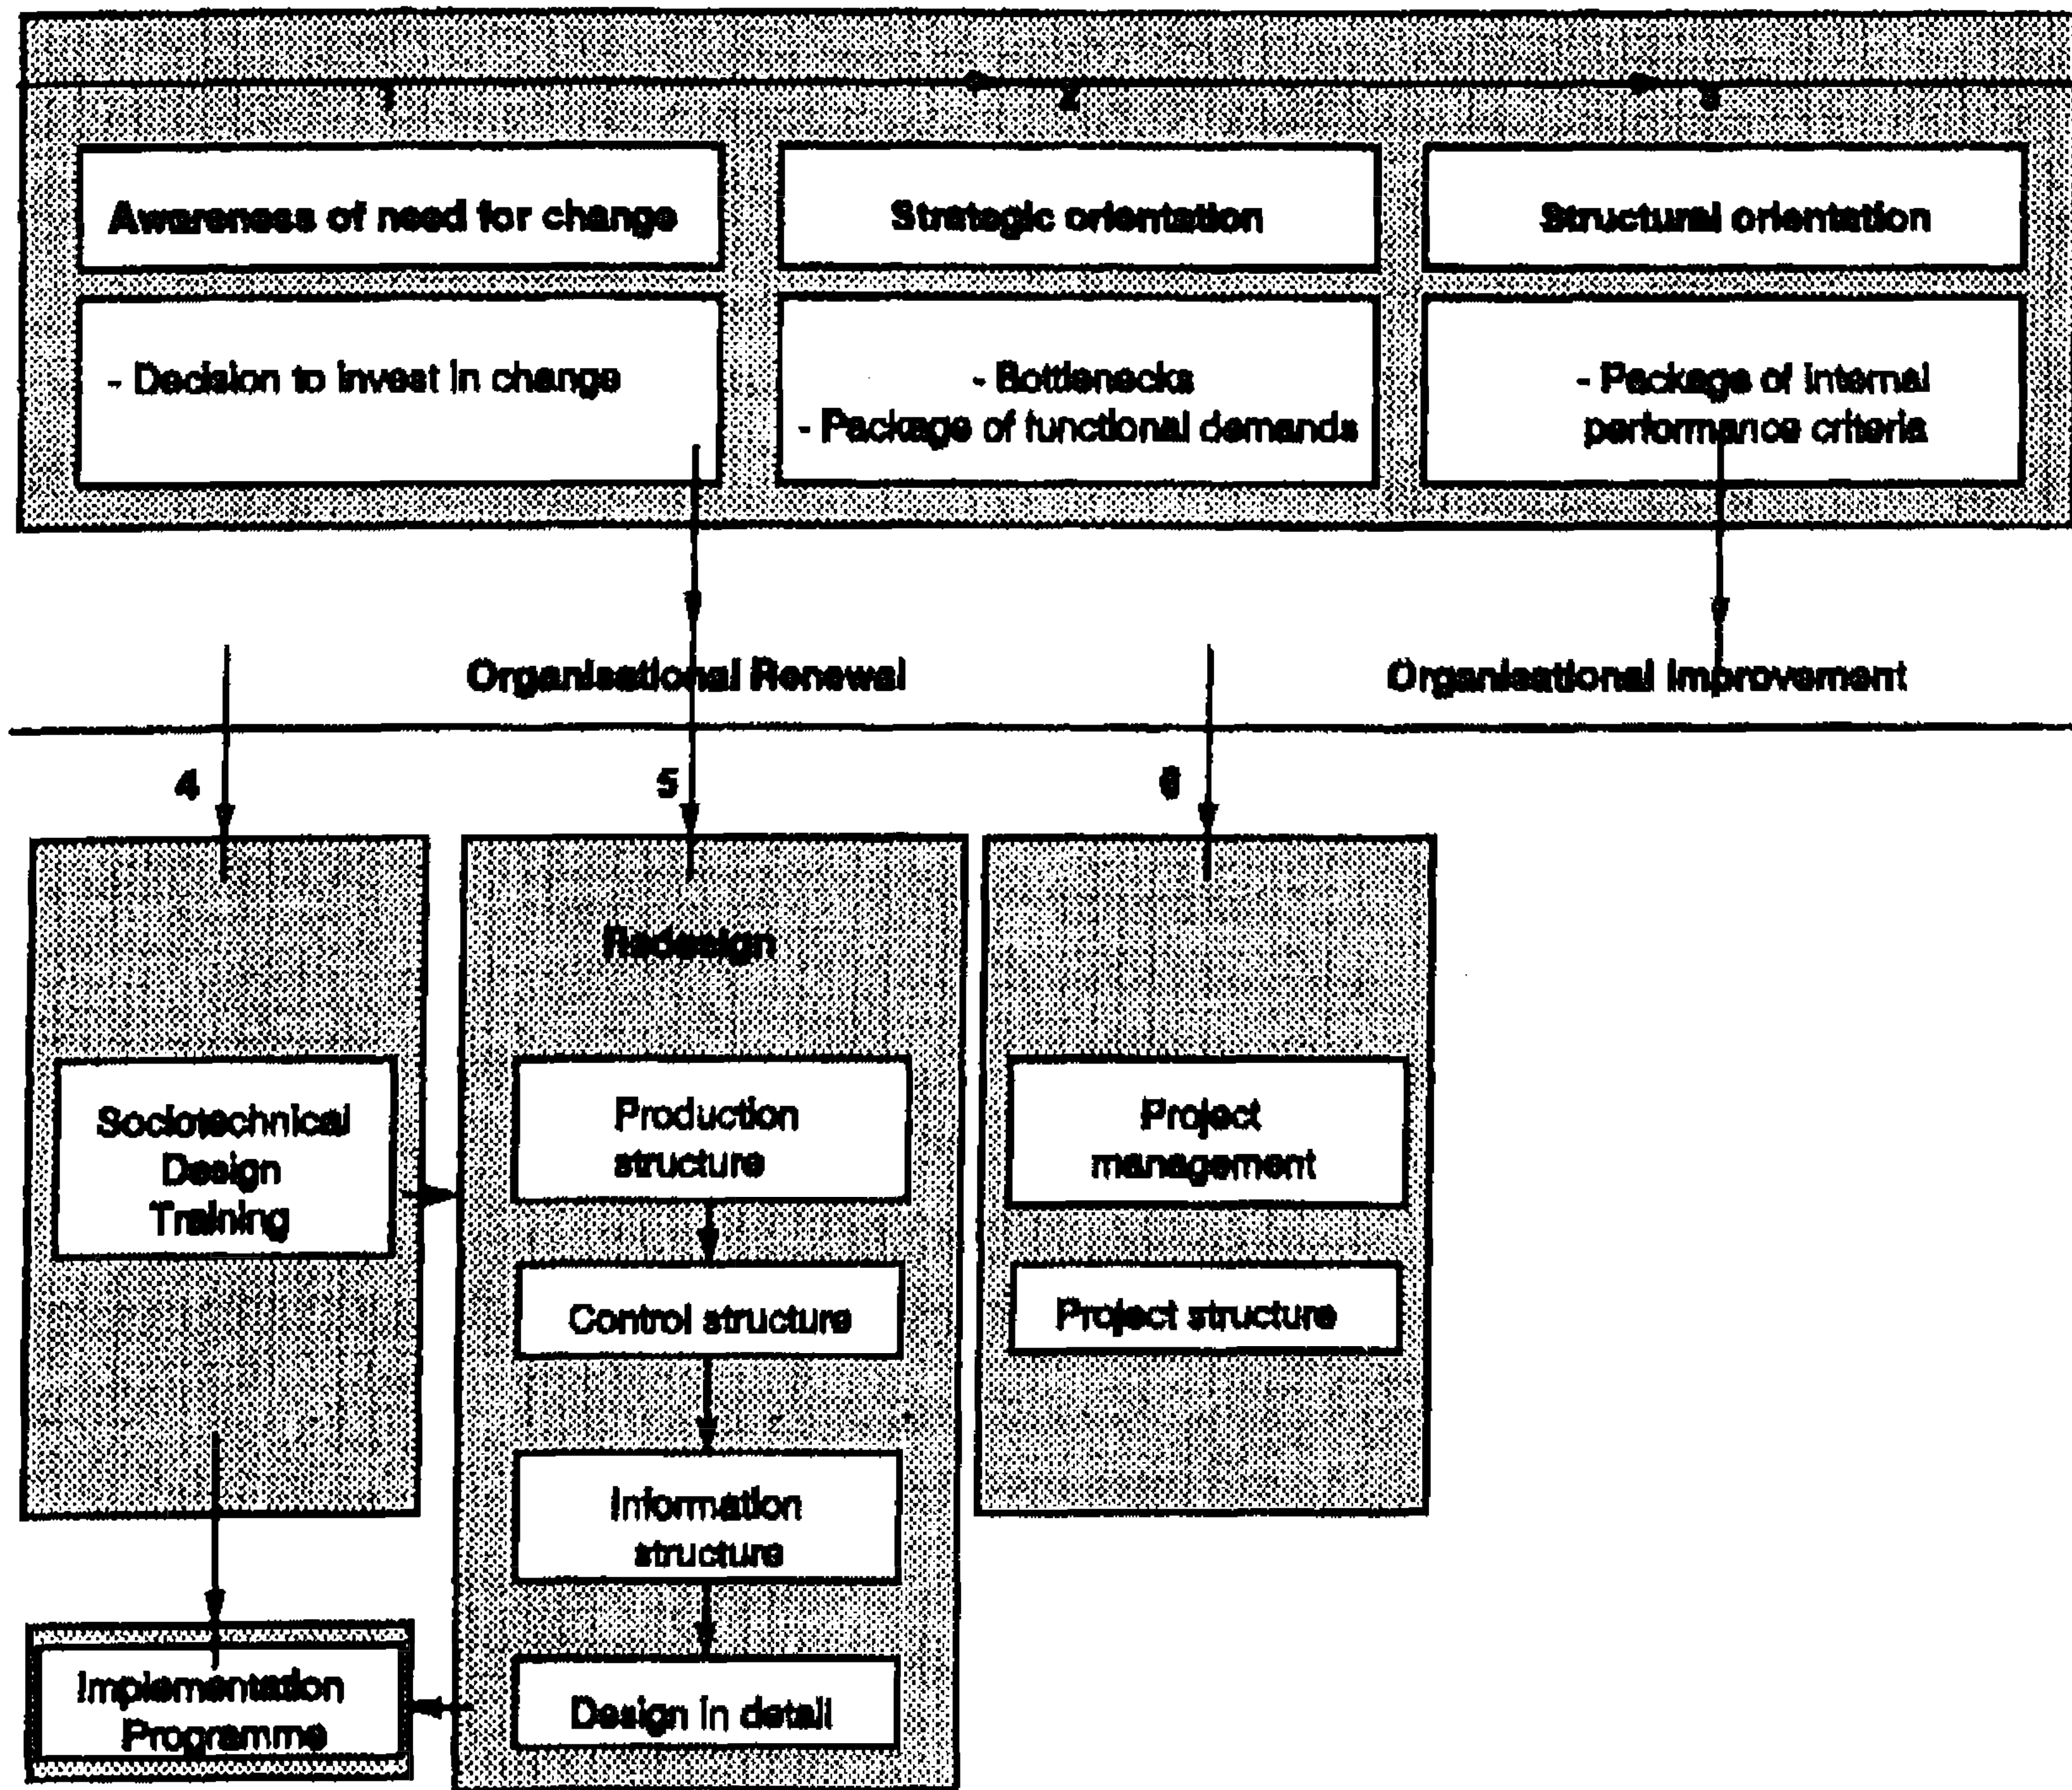 1
2
3
Awareness of need for change
Strategic orientation
Structural orientation
- Decision to invest in change
- Bottlenecks
- Package of functional demands
- Package of internal
performance criteria
Organisational Renewal
Organisational Improvement
4
5
6
Redesign
Sociotechnical
Design
Training
Production
structure
Project
management
Control structure
Project structure
Information
structure
Implementation
Programme
Design in detail